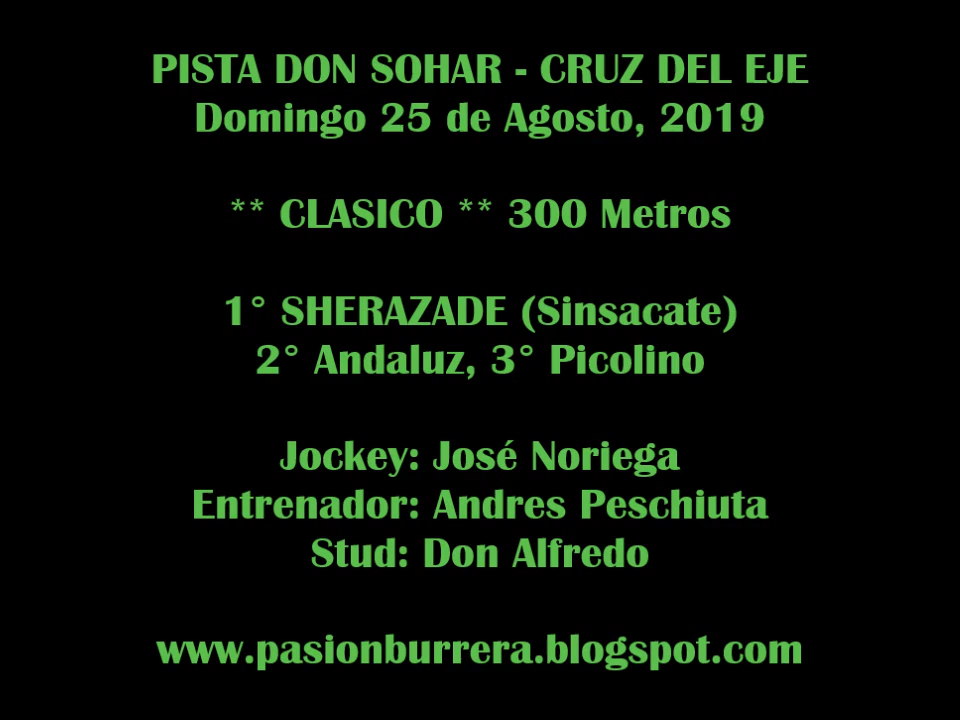 PISTA DON SOHAR - CRUZ DEL EJE
Domingo 25 de Agosto, 2019
** CLASICO ** 300 Metros
1° SHERAZADE (Sinsacate)
2° Andaluz, 3° Picolino
Jockey: José Noriega
Entrenador: Andres Peschiuta
Stud: Don Alfredo
www.pasionburrera.blogspot.com